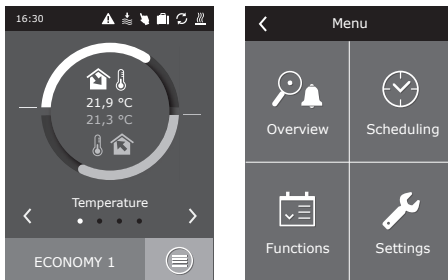 16:30
21,9 °C
21,3 °C
Temperature
ECONOMY 1
Menu
Overview
Scheduling
Functions
Settings